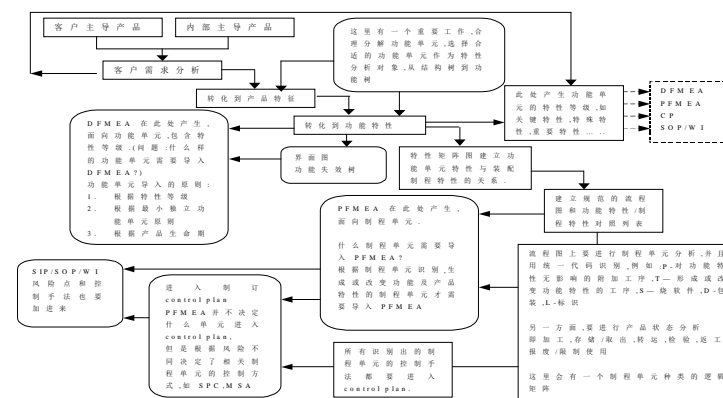 客户主导产品
内部主导产品
客户需求分析
转化到产品特征
转化到功能特性
这里有一个重要工作,合
理分解功能单元,选择合
适的功能单元作为特性
分析对象,从结构树到功
能树
此处产生功能单
元的特性等级,如
关键特性,特殊特
性,重要特性……
DFMEA
PFMEA
CP
SOP/WI
DFMEA 在此处产生,
面向功能单元,包含特
性等级.(问题:什么样
的功能单元需要导入
DFMEA?)
功能单元导入的原则:
1. 根据特性等级
2. 根据最小独立功
能单元原则
3. 根据产品生命期
界面图
功能失效树
特性矩阵图建立功
能单元特性与装配
制程特性的关系.
建立规范的流程
图和功能特性/制
程特性对照列表
PFMEA 在此处产生,
面向制程单元.
什么制程单元需要导
入 PFMEA?
根据制程单元识别,生
成或改变功能及产品
特性的制程单元才需
要导入 PFMEA
流程图上要进行制程单元分析,并且
用统一代码识别,例如:P-对功能特
性无影响的附加工序,T—形成或改
变功能特性的工序,S—烧软件,D-包
装,L-标识
另一方面,要进行产品状态分析
即加工,存储/取出,转运,检验,返工
报废/限制使用
这里会有一个制程单元种类的逻辑
矩阵
SIP/SOP/WI
风险点和控
制手法也要
加进来
进入制订
control plan
PFMEA 并不决定
什么单元进入
control plan,
但是根据风险不
同决定了相关制
程单元的控制方
式,如 SPC,MSA
所有识别出的制
程单元的控制手
法都要进入
control plan.